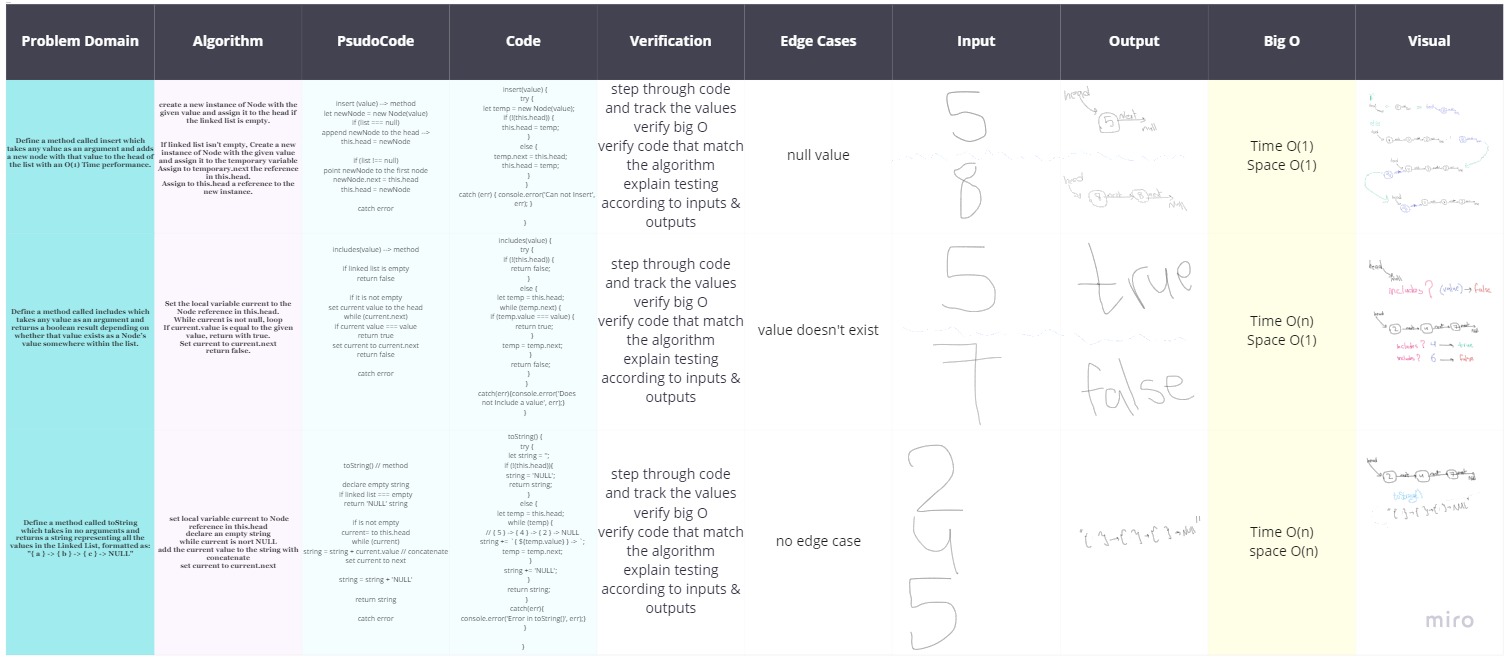 Problem Domain
Algorithm
PsudoCode
Code
Verification
Edge Cases
Input
Output
Big O
Visual
Define a method called insert which
takes any value as an argument and adds
a new node with that value to the head of
the list with an O(1) Time performance.
create a new instance of Node with the
given value and assign it to the head if
the linked list is empty.
If linked list isn't empty, Create a new
instance of Node with the given value
and assign it to the temporary variable
Assign to temporary.next the reference
in this.head.
Assign to this.head a reference to the
new instance.
insert (value) --> method
let newNode = new Node(value)
if (list === null)
append newNode to the head -->
this.head = newNode
if (list !== null)
point newNode to the first node
newNode.next = this.head
this.head = newNode
catch error
insert(value) {
try {
let temp = new Node(value);
if (!(this.head)) {
this.head = temp;
}
else {
temp.next = this.head;
this.head = temp;
}
}
catch (err) { console.error('Can not Insert',
err); }
}
step through code
and track the values
verify big O
verify code that match
the algorithm
explain testing
according to inputs &
outputs
null value
5
8
head
5 next
null
head
8 next 5 next
null
Time O(1)
Space O(1)
Define a method called includes which
takes any value as an argument and
returns a boolean result depending on
whether that value exists as a Node's
value somewhere within the list.
Set the local variable current to the
Node reference in this.head.
While current is not null, loop
If current.value is equal to the given
value, return with true.
Set current to current.next
return false.
includes(value) --> method
if linked list is empty
return false
if it is not empty
set current value to the head
while (current.next)
if current value === value
return true
set current to current.next
return false
catch error
includes(value) {
try {
if (!(this.head)) {
return false;
}
else {
let temp = this.head;
while (temp.next) {
if (temp.value === value) {
return true;
}
temp = temp.next;
}
return false;
}
}
catch(err){console.error('Does
not Include a value', err);}
}
step through code
and track the values
verify big O
verify code that match
the algorithm
explain testing
according to inputs &
outputs
value doesn't exist
5
7
true
false
Time O(n)
Space O(1)
head
null
includes? (value) → false
head
2 4 7 null
includes? 4 → true
includes? 6 → false
Define a method called toString
which takes in no arguments and
returns a string representing all the
values in the Linked List, formatted as:
"{ a } -> { b } -> { c } -> NULL"
set local variable current to Node
reference in this.head
declare an empty string
while current is nort NULL
add the current value to the string with
concatenate
set current to current.next
toString() // method
declare empty string
if linked list === empty
return 'NULL' string
if is not empty
current= to this.head
while (current)
string = string + current.value // concatenate
set current to next
string = string + 'NULL'
return string
catch error
toString() {
try {
let string = '';
if (!(this.head)){
string = 'NULL';
return string;
}
else {
let temp = this.head;
while (temp) {
// { 5 } -> { 4 } -> { 2 } -> NULL
string += `{ ${temp.value} } -> `;
temp = temp.next;
}
string += 'NULL';
}
return string;
}
catch(err){
console.error('Error in toString()', err);}
}
}
step through code
and track the values
verify big O
verify code that match
the algorithm
explain testing
according to inputs &
outputs
no edge case
2
4
5
"{ }→{ }→{ }→Null"
Time O(n)
space O(n)
head
2 next 4 next 7 next null
toString()
"{ }→{ }→{ }→NULL"
miro